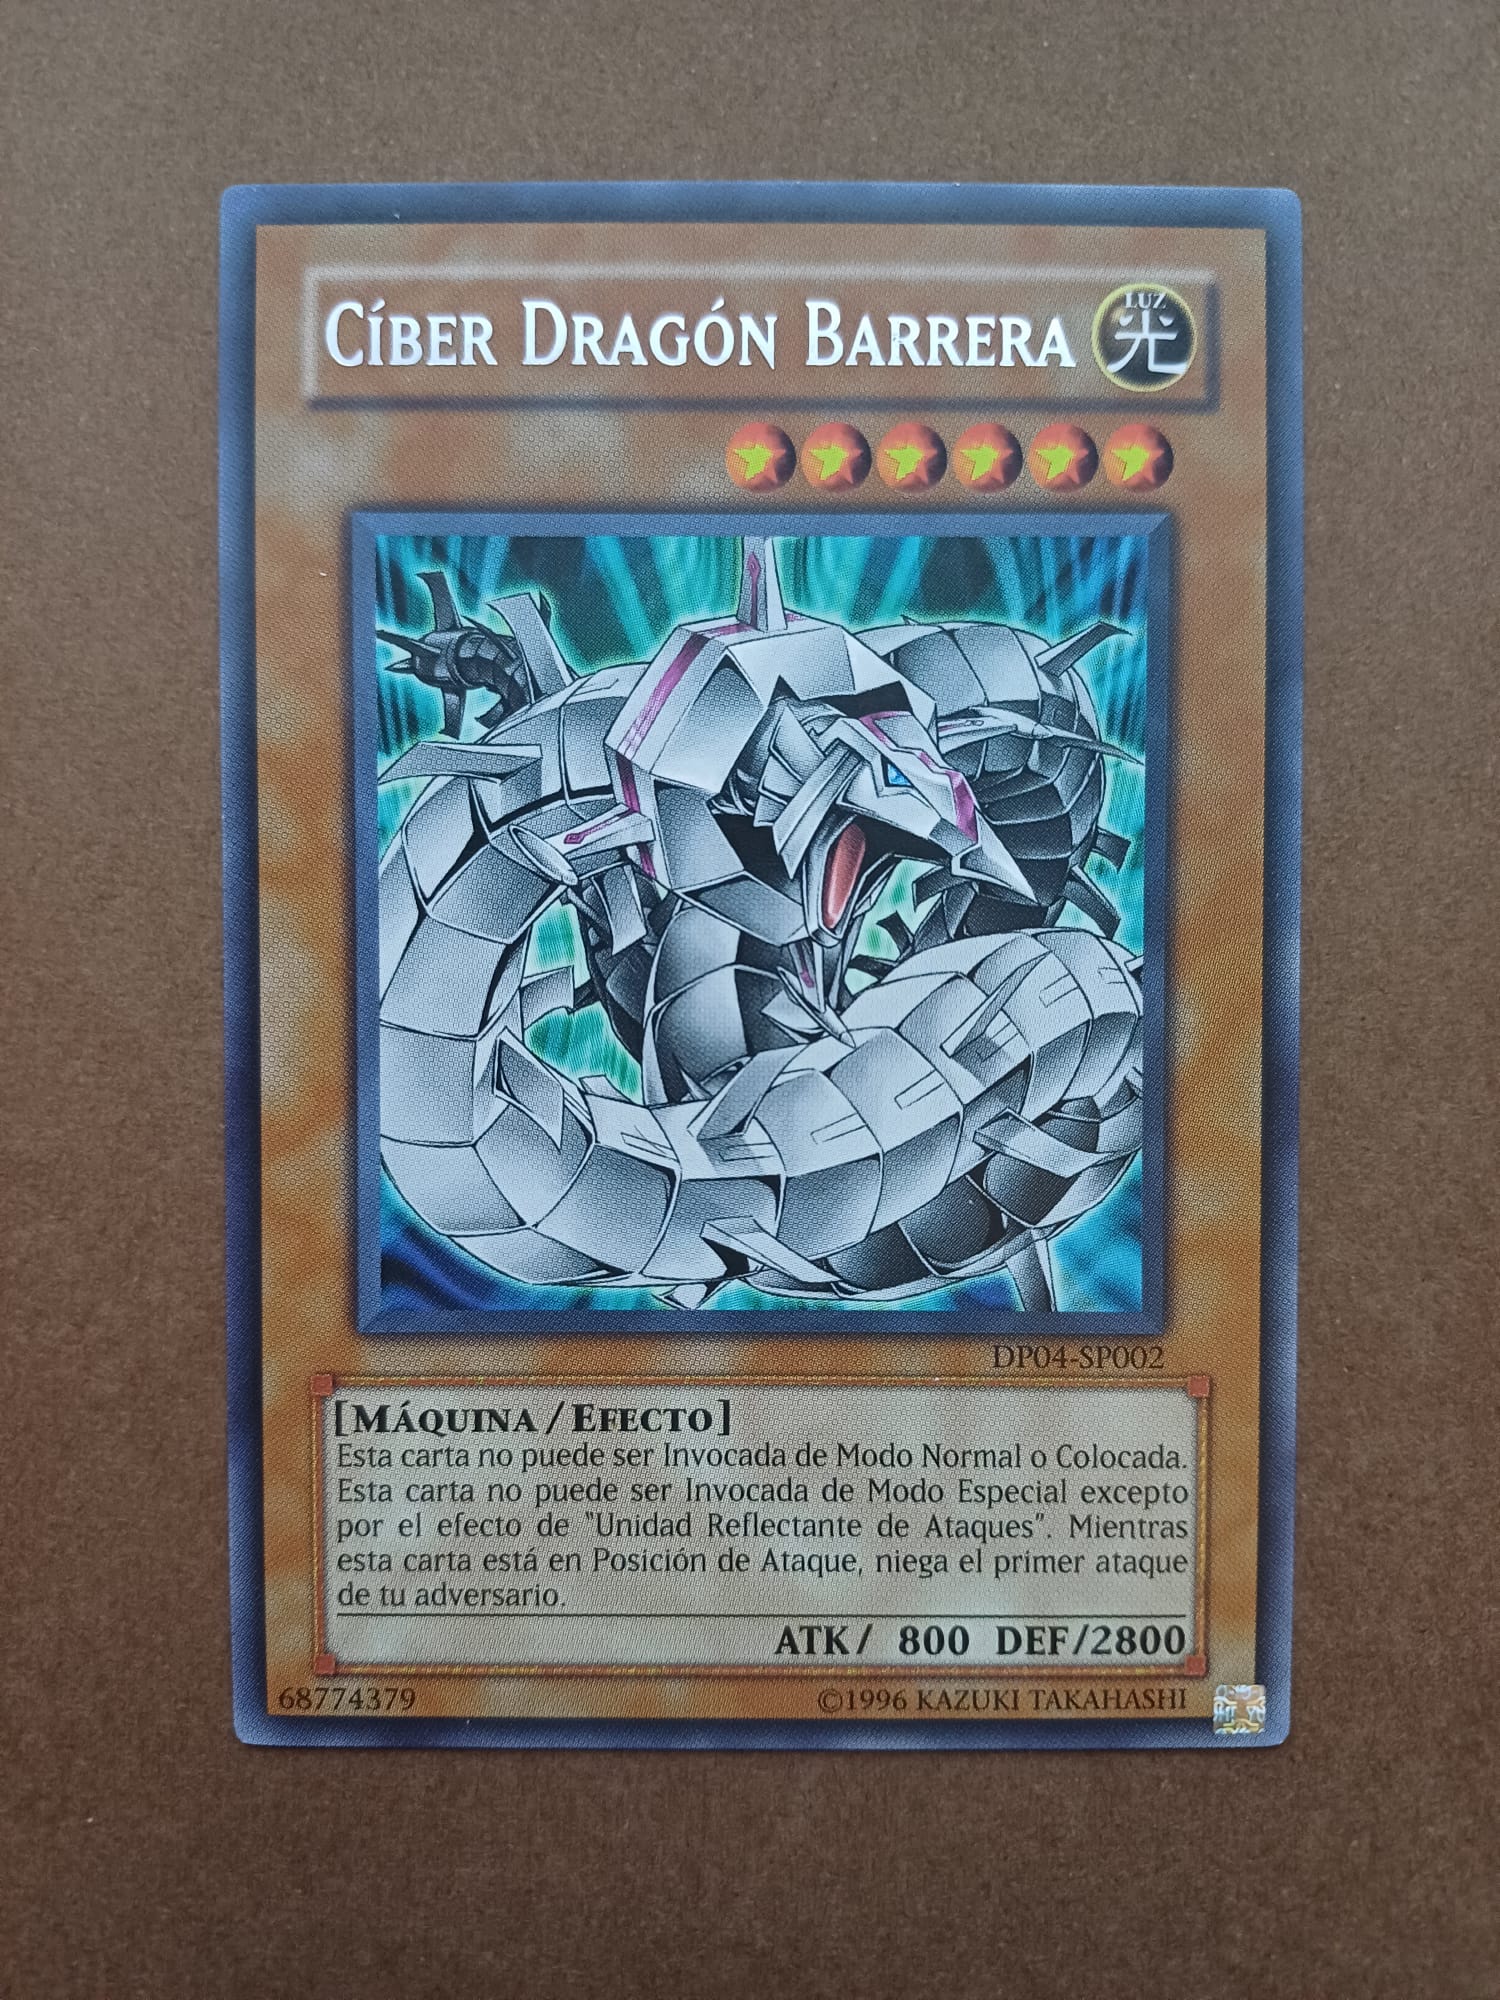 CÍBER DRAGÓN BARRERA
LUZ
光
DP04-SP002
[MÁQUINA/EFECTO]
Esta carta no puede ser Invocada de Modo Normal o Colocada.
Esta carta no puede ser Invocada de Modo Especial excepto
por el efecto de "Unidad Reflectante de Ataques". Mientras
esta carta está en Posición de Ataque, niega el primer ataque
de tu adversario.
ATK/ 800 DEF/2800
68774379
©1996 KAZUKI TAKAHASHI